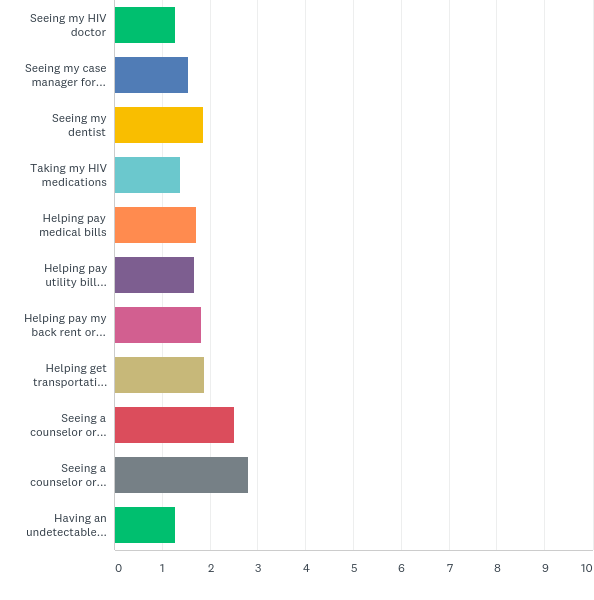 Seeing my HIV
doctor
Seeing my case
manager for...
Seeing my
dentist
Taking my HIV
medications
Helping pay
medical bills
Helping pay
utility bill...
Helping pay my
back rent or...
Helping get
transportati...
Seeing a
counselor or...
Seeing a
counselor or...
Having an
undetectable...
0 1 2 3 4 5 6 7 8 9 10